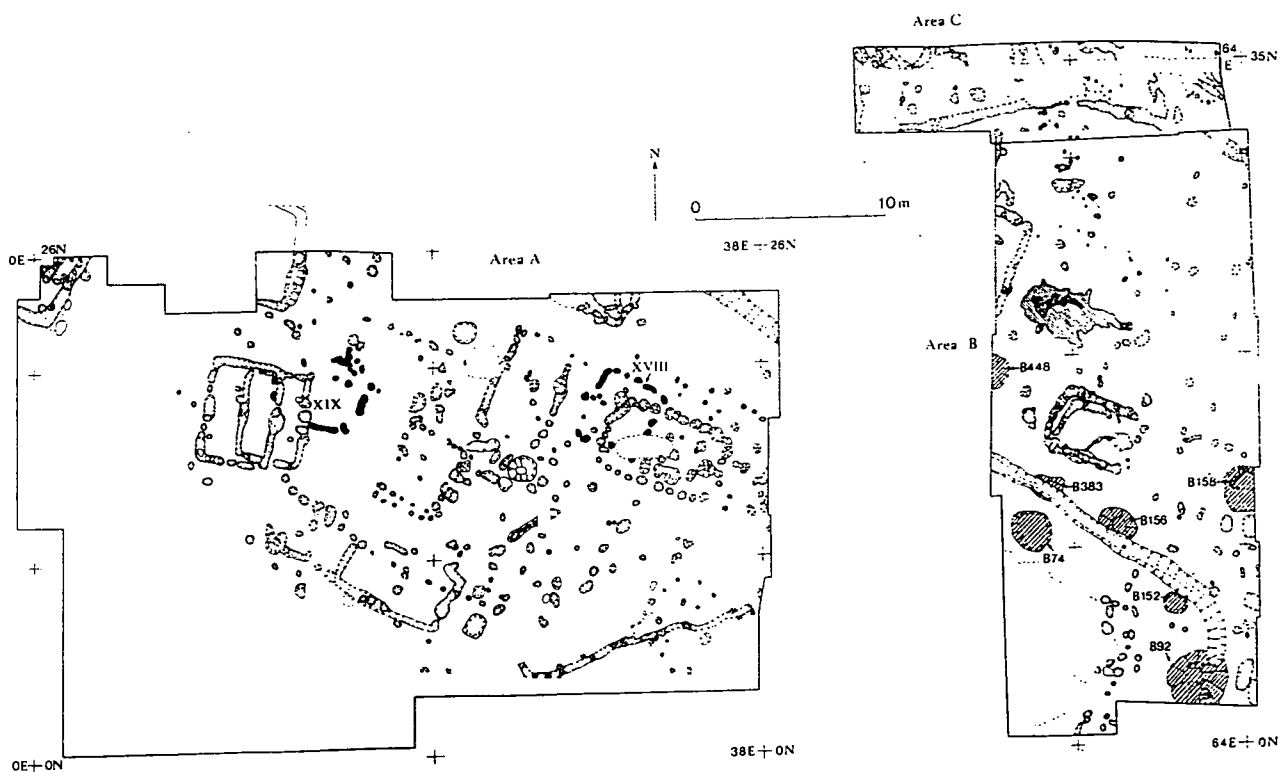 Area C
64
E
35N
N
0 10 m
38E 26N
26N
0E
Area A
XVIII
XIX
Area B
B448
B383
B158
B156
B74
B152
B92
0E 0N
38E 0N
64E 0N